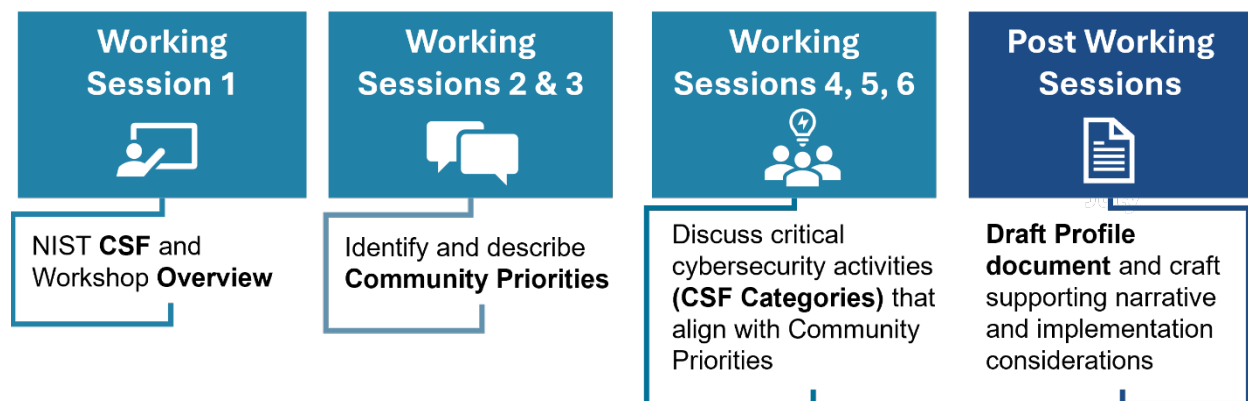 Working
Session 1
NIST CSF and
Workshop Overview
Working
Sessions 2 & 3
Identify and describe
Community Priorities
Working
Sessions 4, 5, 6
Discuss critical
cybersecurity activities
(CSF Categories) that
align with Community
Priorities
Post Working
Sessions
Draft Profile
document and craft
supporting narrative
and implementation
considerations